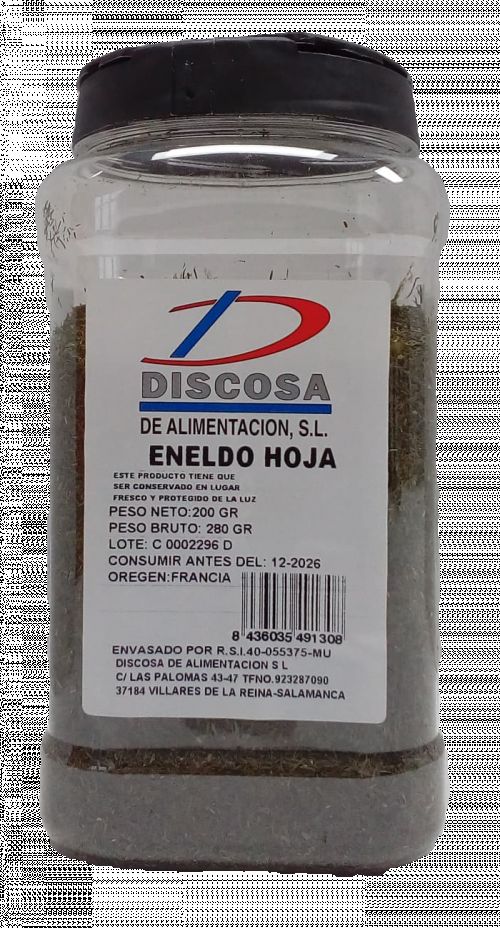 DISCOSA
DE ALIMENTACION, S.L.
ENELDO HOJA
ESTE PRODUCTO TIENE QUE
SER CONSERVADO EN LUGAR
FRESCO Y PROTEGIDO DE LA LUZ
PESO NETO:200 GR
PESO BRUTO: 280 GR
LOTE: C 0002296 D
CONSUMIR ANTES DEL: 12-2026
OREGEN:FRANCIA
8 436035 491308
ENVASADO POR R.S.I.40-055375-MU
DISCOSA DE ALIMENTACION S L
C/ LAS PALOMAS 43-47 TFNO.923287090
37184 VILLARES DE LA REINA-SALAMANCA